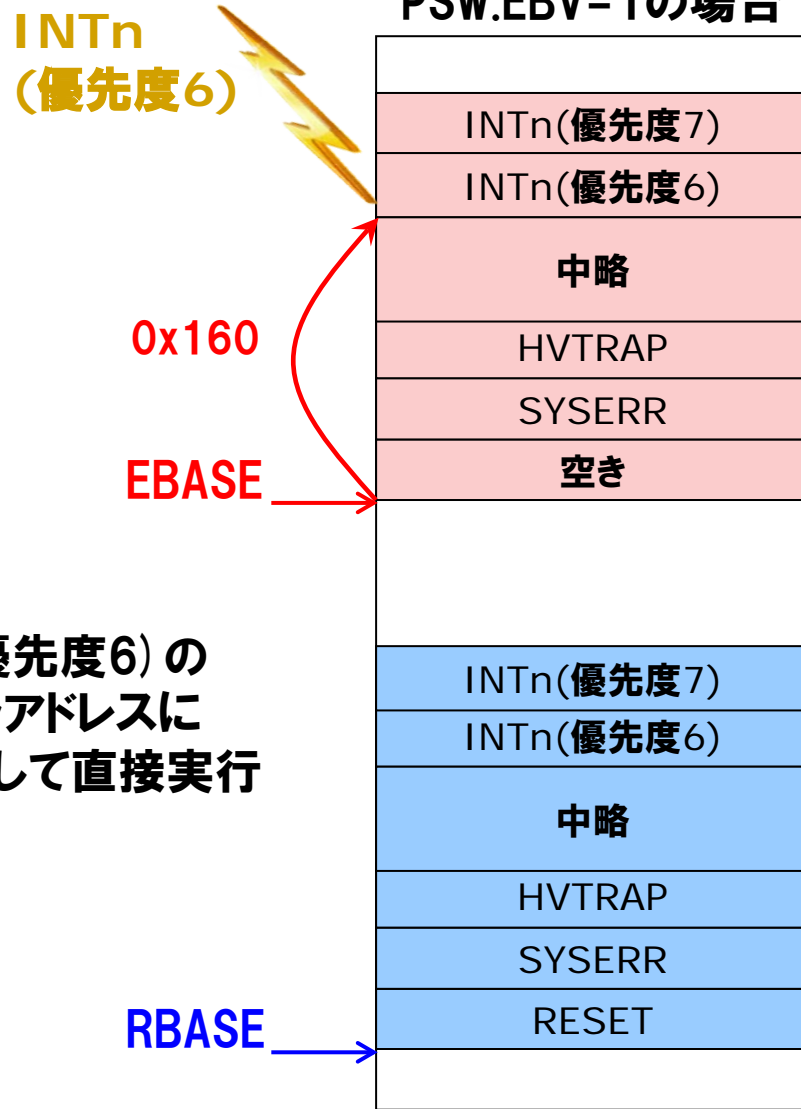 PSW.EBV=1の場合
INTn
(優先度6)
INTn(優先度7)
INTn(優先度6)
中略
0x160
HVTRAP
SYSERR
EBASE
空き
先度6)の
アドレスに
して直接実行
INTn(優先度7)
INTn(優先度6)
中略
HVTRAP
SYSERR
RBASE
RESET